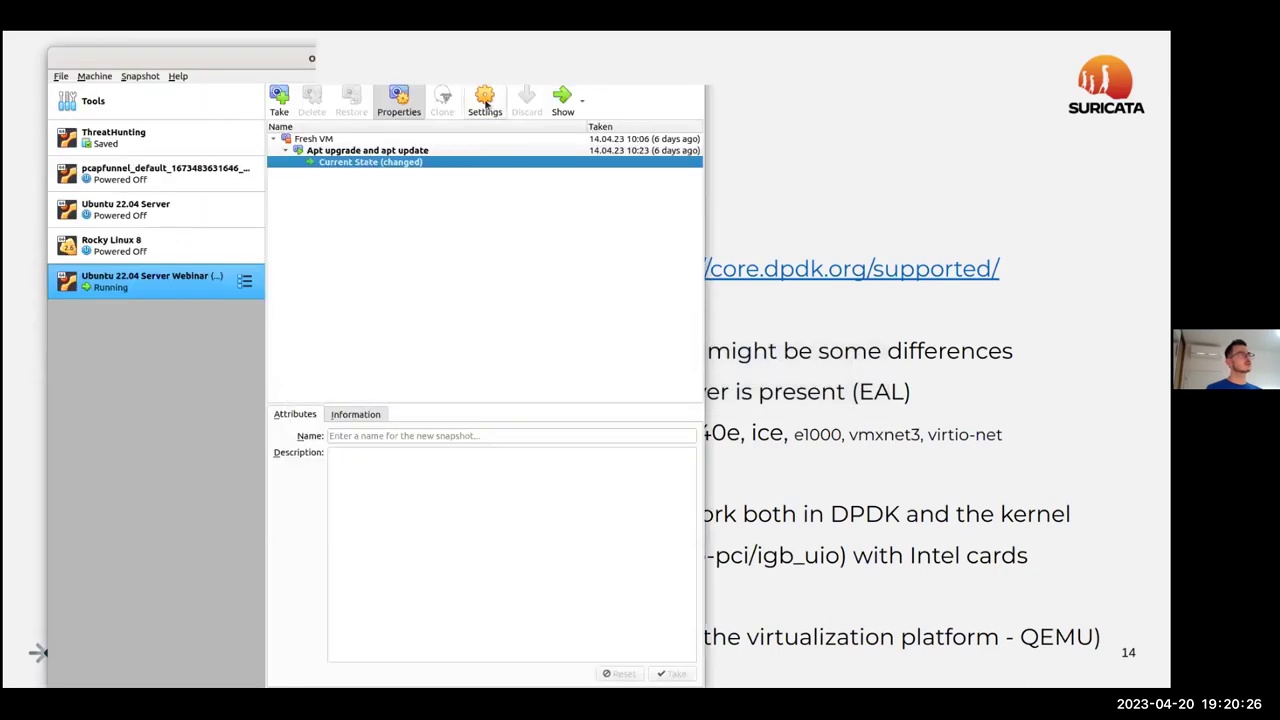 File Machine Snapshot Help
Tools
ThreatHunting
Saved
pcapfunnel_default_1673483631646_...
Powered Off
Ubuntu 22.04 Server
Powered Off
Rocky Linux 8
Powered Off
Ubuntu 22.04 Server Webinar (...)
Running
Take Delete Restore Properties Clone Settings Discard Show
Name Taken
Fresh VM 14.04.23 10:06 (6 days ago)
Apt upgrade and apt update 14.04.23 10:23 (6 days ago)
Current State (changed)
Attributes Information
Name: Enter a name for the new snapshot...
Description:
Reset Take
SURICATA
/core.dpdk.org/supported/
might be some differences
er is present (EAL)
40e, ice, e1000, vmxnet3, virtio-net
ork both in DPDK and the kernel
-pci/igb_uio) with Intel cards
the virtualization platform - QEMU)
14
2023-04-20 19:20:26